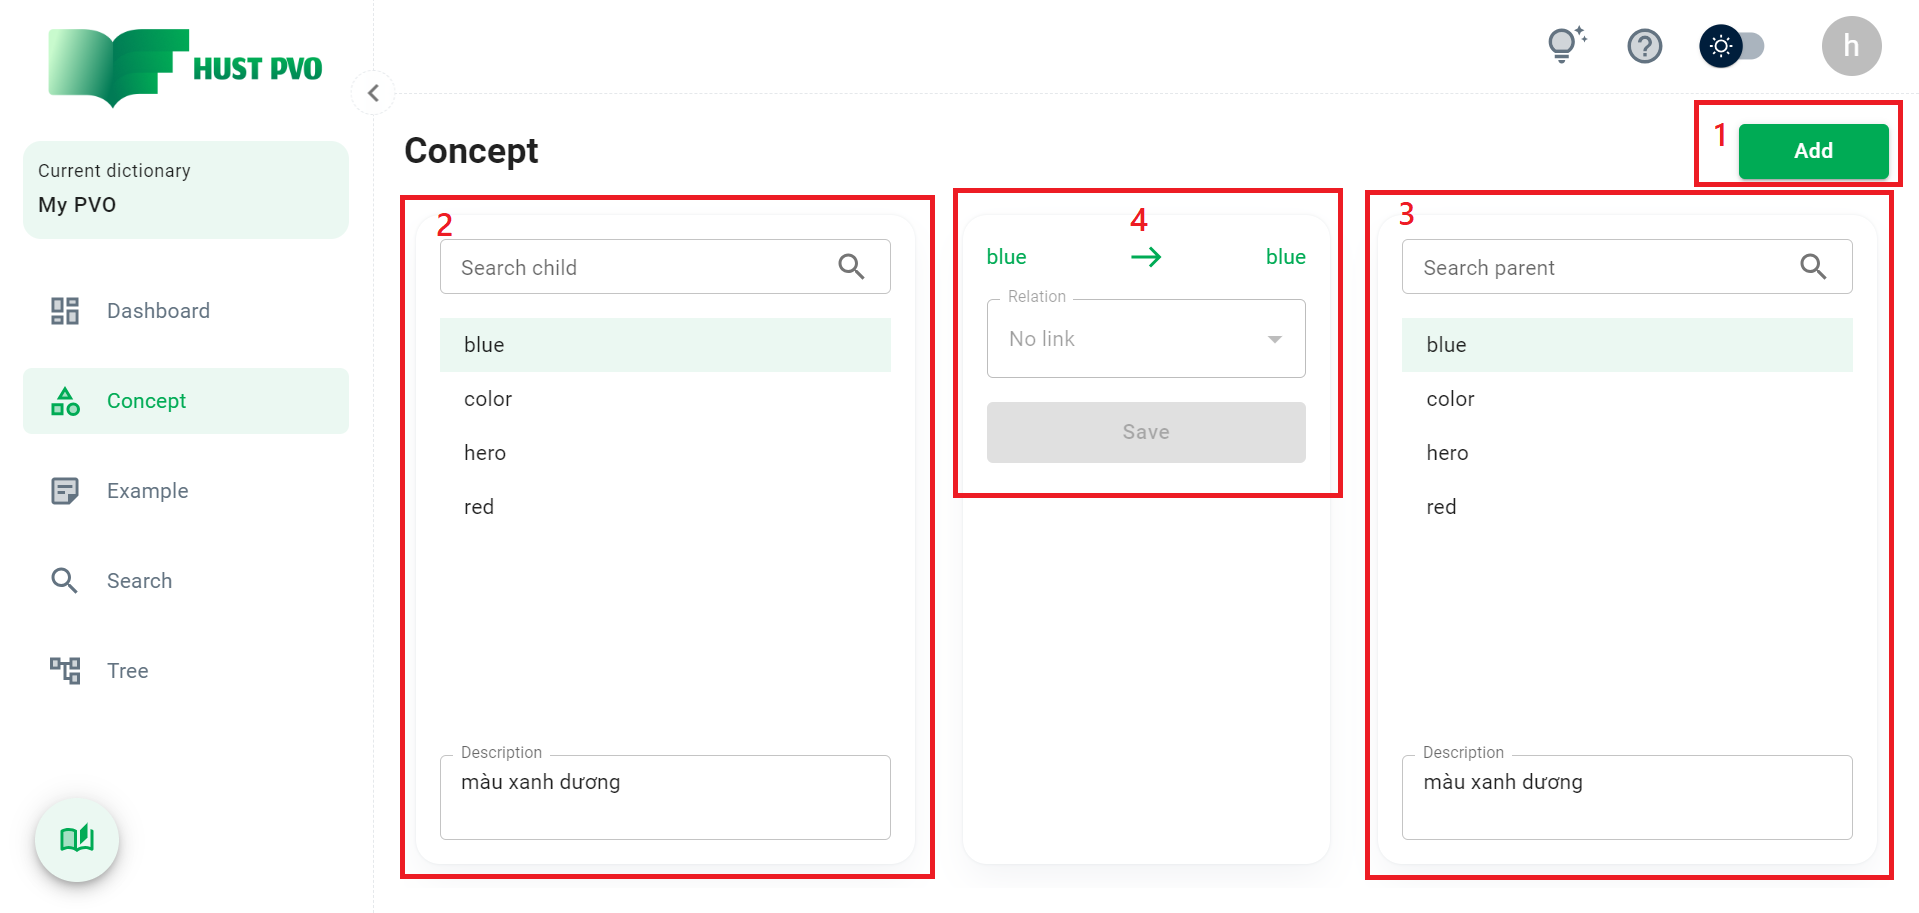 HUST PVO
h
Current dictionary
My PVO
Dashboard
Concept
Example
Search
Tree
Concept
1
Add
2
Search child
blue
color
hero
red
Description
màu xanh dương
4
blue → blue
Relation
No link
Save
3
Search parent
blue
color
hero
red
Description
màu xanh dương